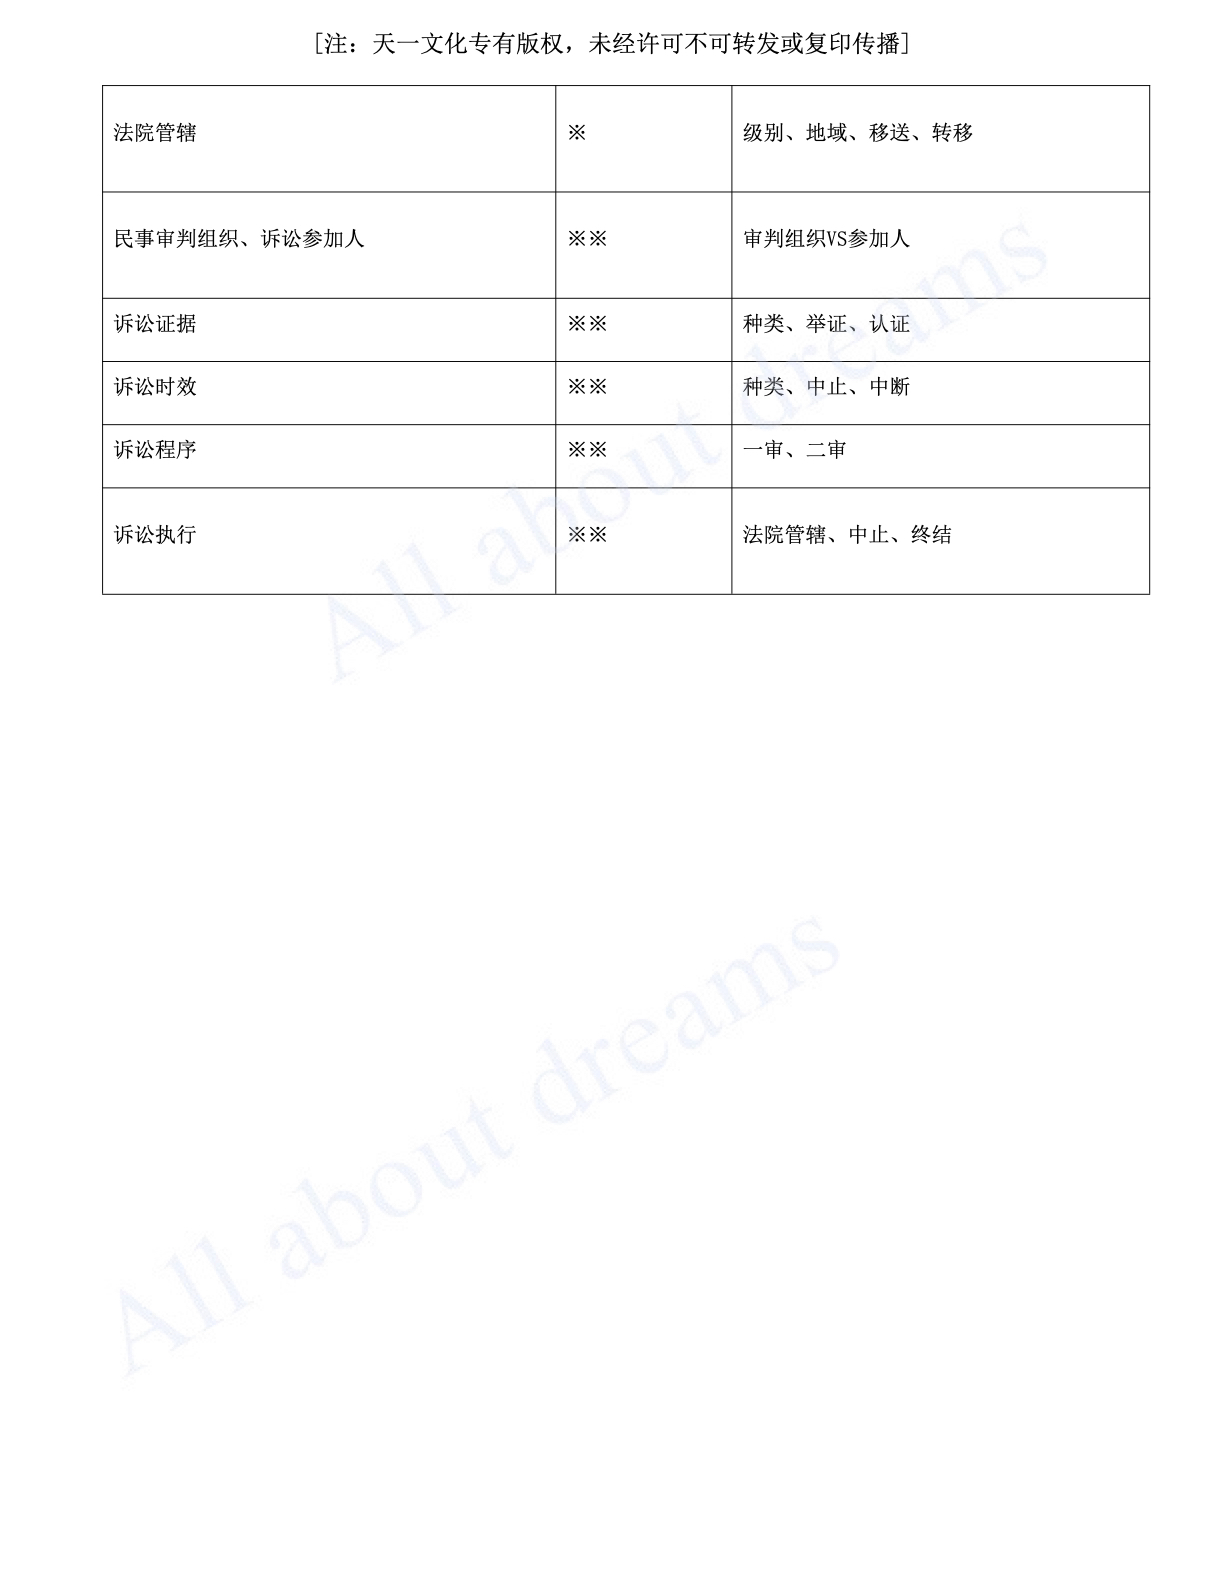 [注：天一文化专有版权，未经许可不可转发或复印传播]
法院管辖 ※ 级别、地域、移送、转移
民事审判组织、诉讼参加人 ※※ 审判组织VS参加人
诉讼证据 ※※ 种类、举证、认证
诉讼时效 ※※ 种类、中止、中断
诉讼程序 ※※ 一审、二审
诉讼执行 ※※ 法院管辖、中止、终结
All about dreams
All about dreams